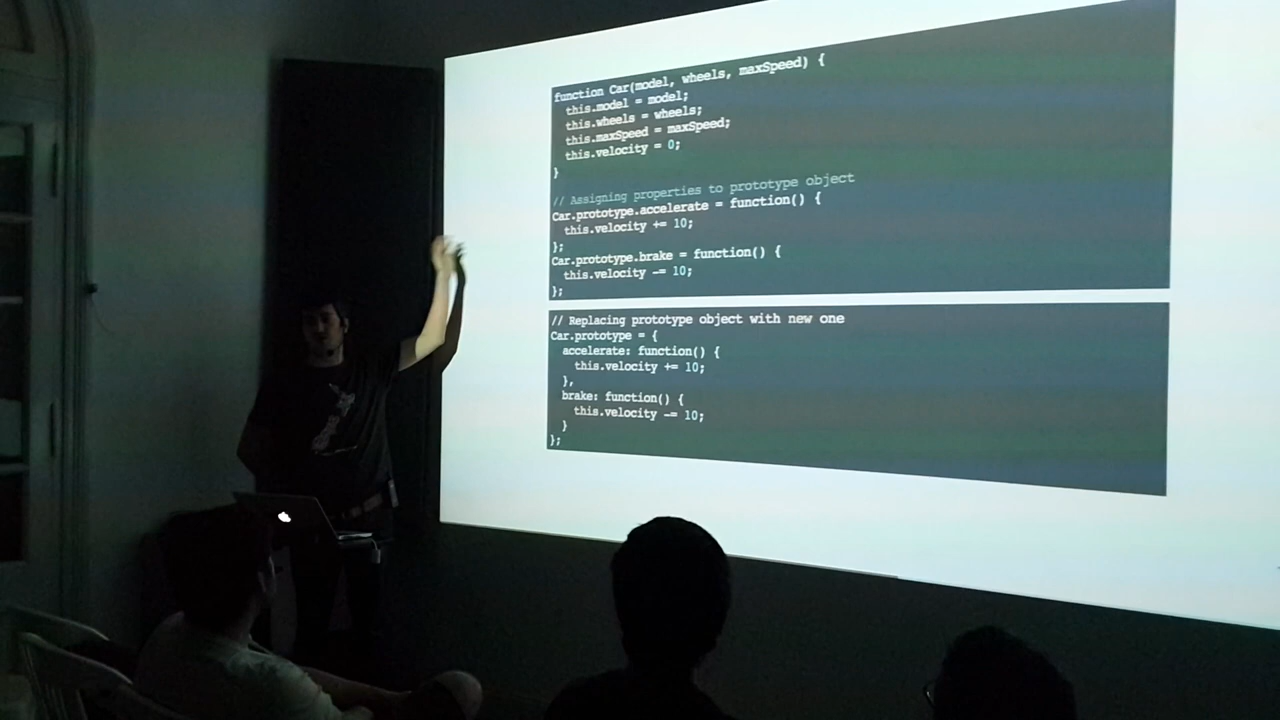 function Car(model, wheels, maxSpeed) {
this.model = model;
this.wheels = wheels;
this.maxSpeed = maxSpeed;
this.velocity = 0;
}
// Assigning properties to prototype object
Car.prototype.accelerate = function() {
this.velocity += 10;
};
Car.prototype.brake = function() {
this.velocity -= 10;
};
// Replacing prototype object with new one
Car.prototype = {
accelerate: function() {
this.velocity += 10;
},
brake: function() {
this.velocity -= 10;
}
};